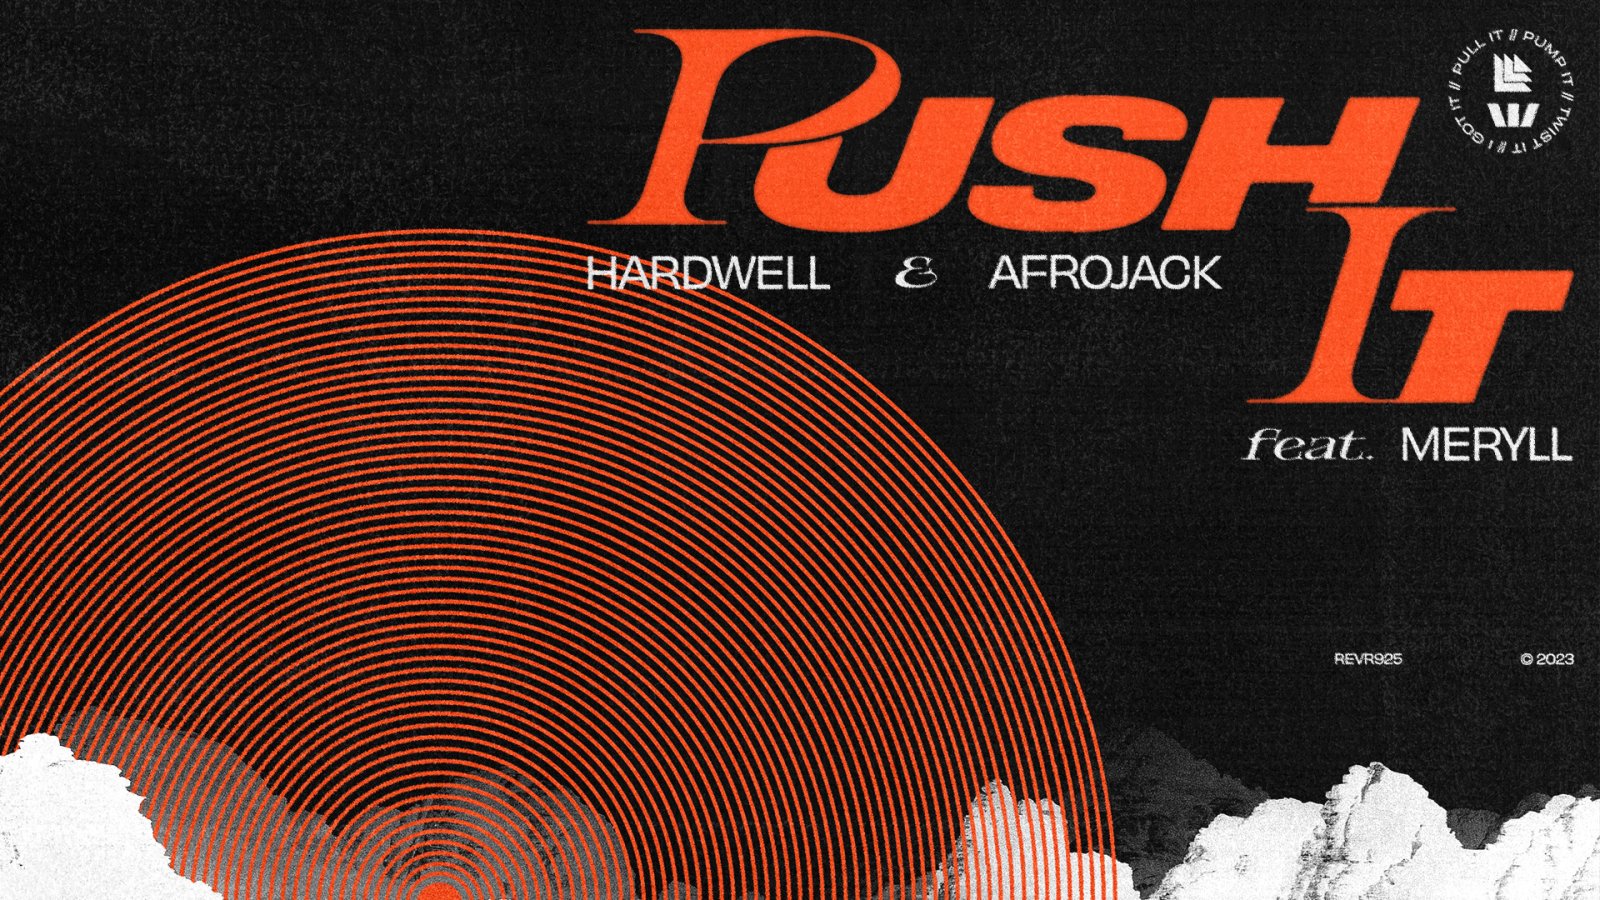 PUSH
IT
HARDWELL & AFROJACK
feat. MERYLL
PULL IT // PUMP IT // TWIST IT // I GOT IT //
REVR925
© 2023